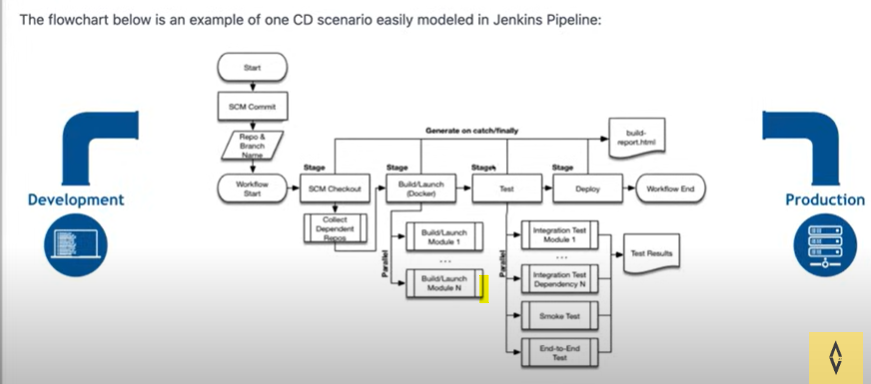 The flowchart below is an example of one CD scenario easily modeled in Jenkins Pipeline:
Start
SCM Commit
Repo &
Branch
Name
Workflow
Start
Generate on catch/finally
build-
report.html
Stage
Stage
Stage
Stage
SCM Checkout
Build/Launch
(Docker)
Test
Deploy
Workflow End
Development
Production
Collect
Dependent
Repos
Parallel
Build/Launch
Module 1
...
Build/Launch
Module N
Parallel
Integration Test
Module 1
...
Integration Test
Dependency N
Smoke Test
End-to-End
Test
Test Results